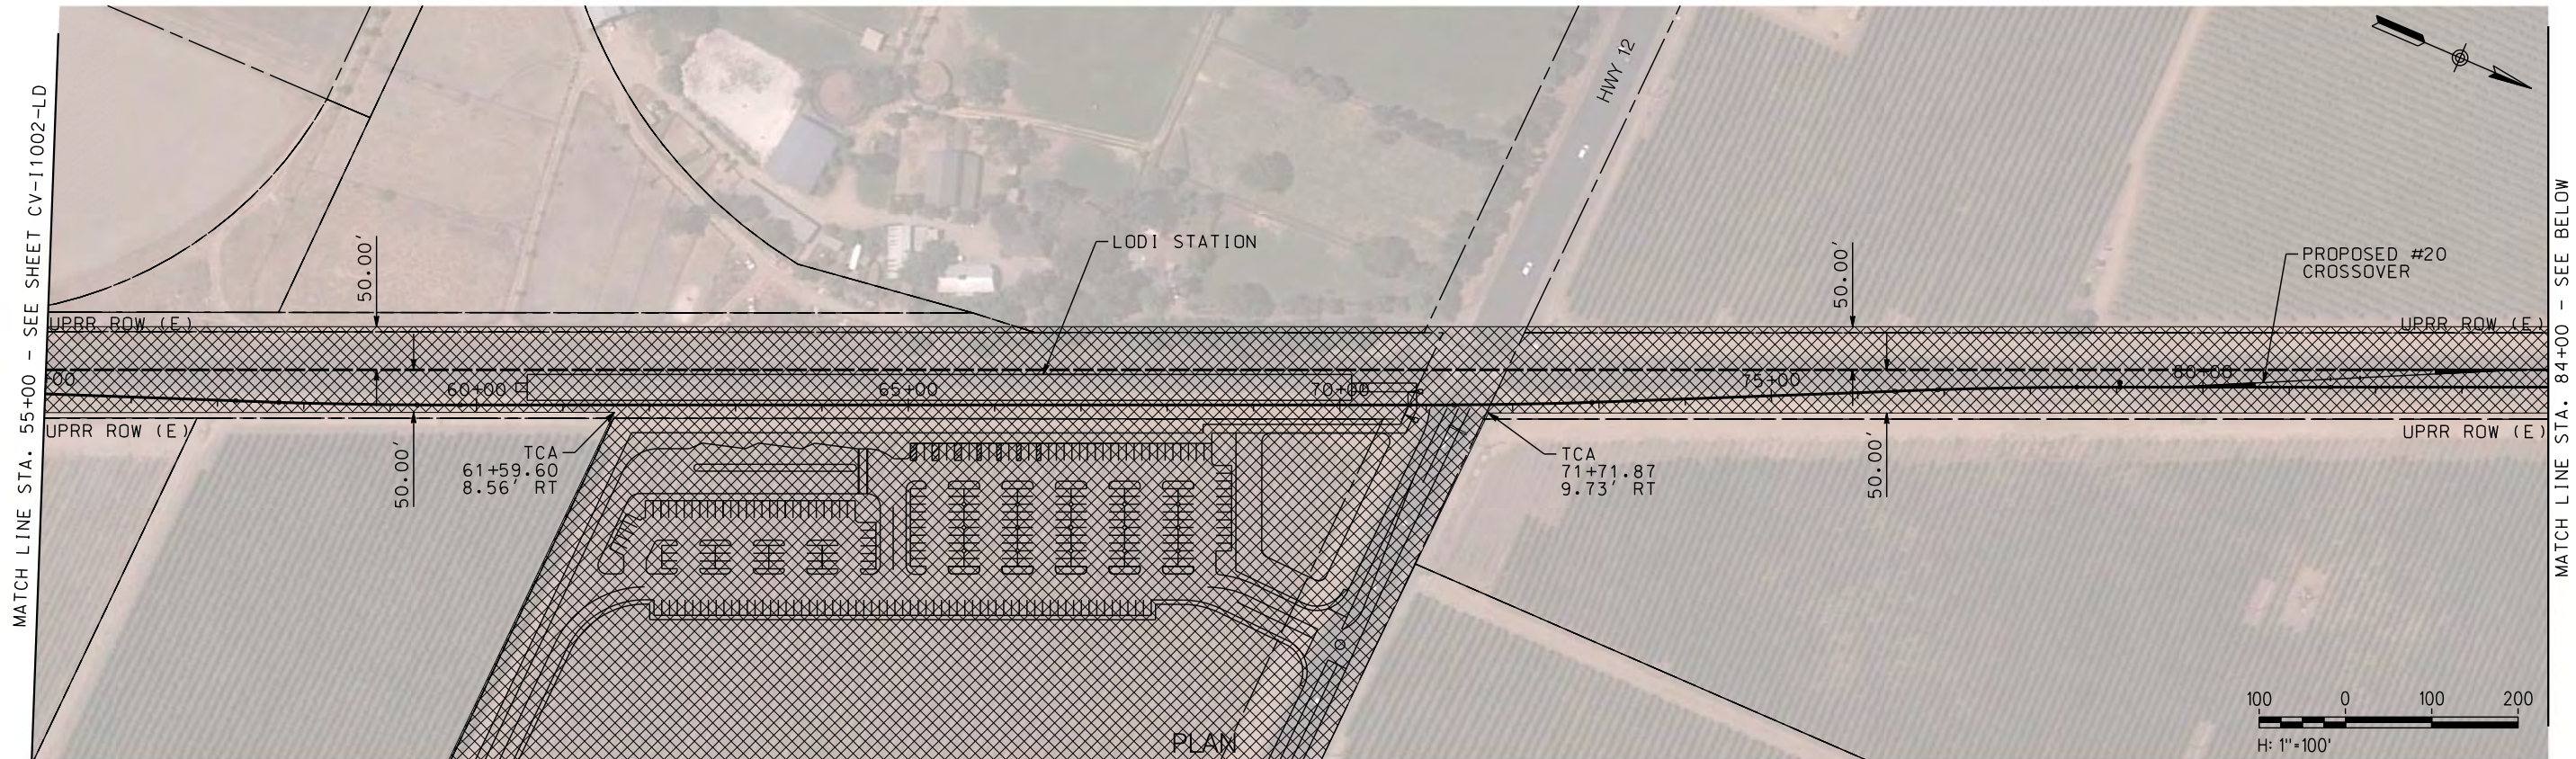 MATCH LINE STA. 55+00 - SEE SHEET CV-I1002-LD
HWY 12
50.00'
LODI STATION
50.00'
PROPOSED #20
CROSSOVER
MATCH LINE STA. 84+00 - SEE BELOW
UPRR ROW (E)
UPRR ROW (E)
+00
60+00
65+00
70+00
75+00
80+00
UPRR ROW (E)
UPRR ROW (E)
50.00'
TCA
61+59.60
8.56' RT
TCA
71+71.87
9.73' RT
50.00'
PLAN
100 0 100 200
H: 1"=100'